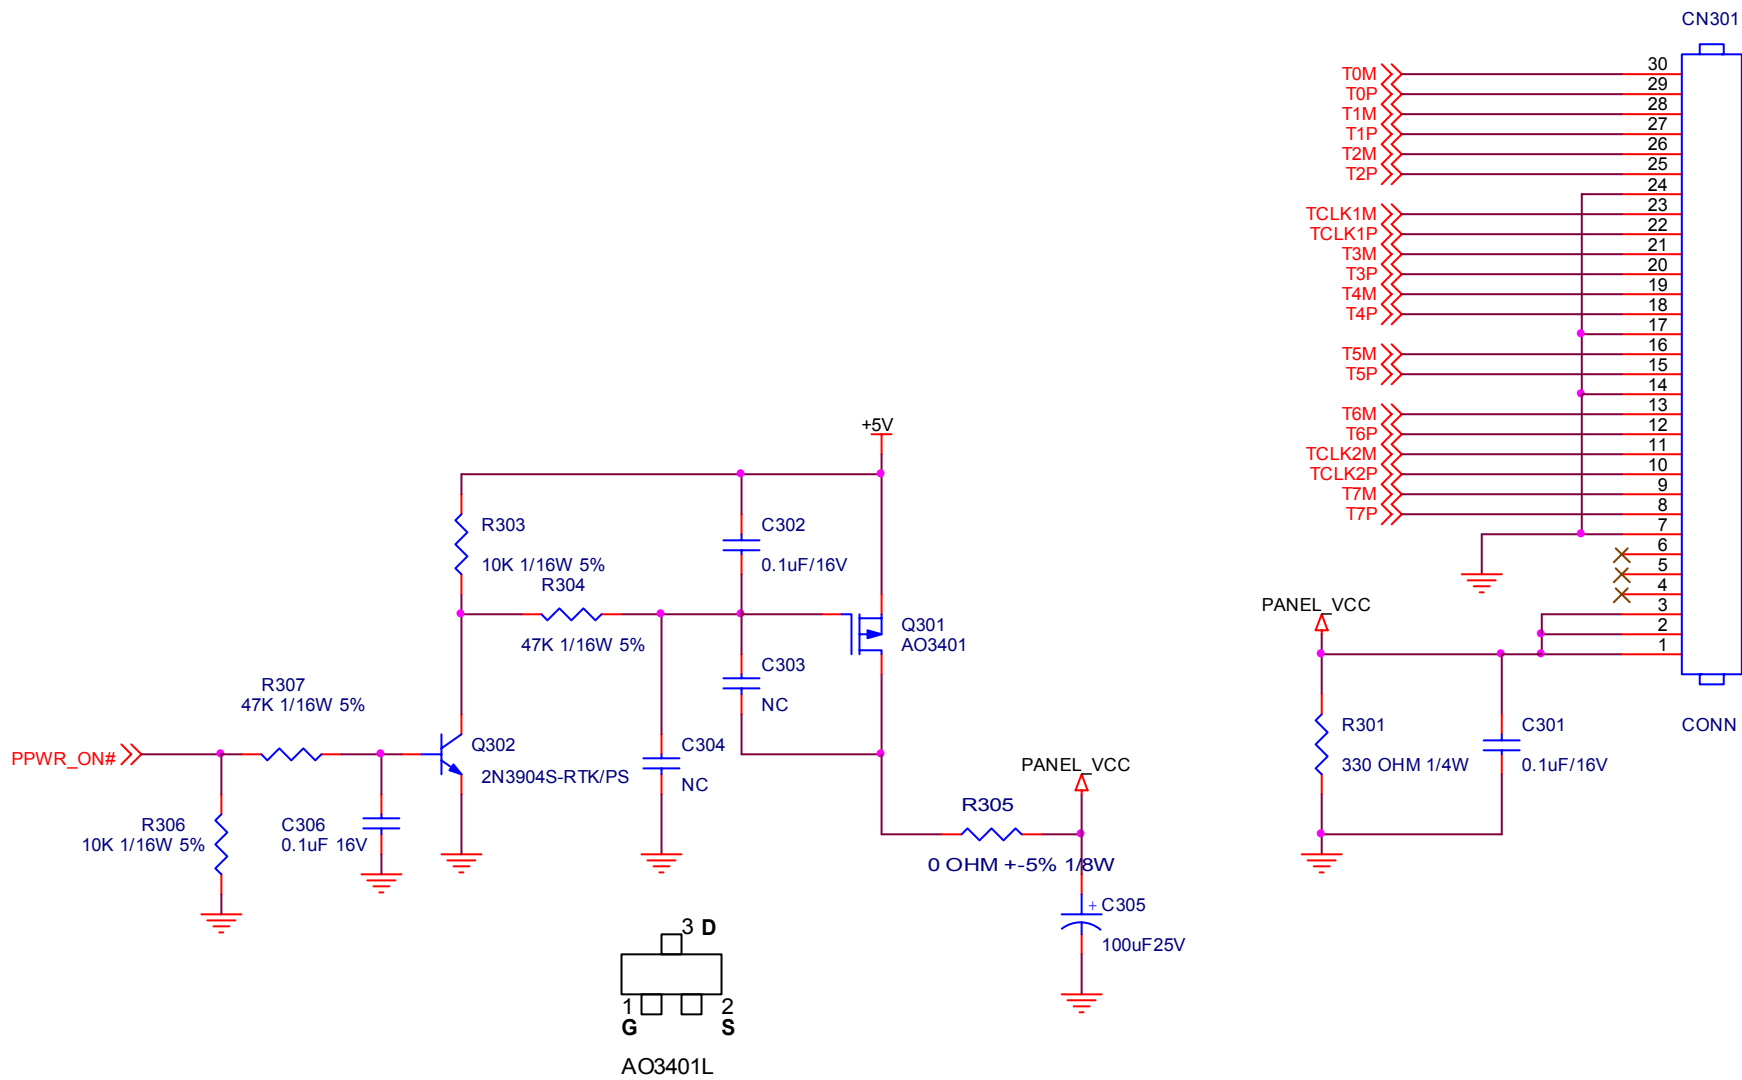 CN301
T0M
30
T0P
29
T1M
28
T1P
27
T2M
26
T2P
25
24
TCLK1M
23
TCLK1P
22
T3M
21
T3P
20
T4M
19
T4P
18
17
T5M
16
T5P
15
14
T6M
13
T6P
12
TCLK2M
11
TCLK2P
10
T7M
9
T7P
8
7
6
5
4
3
2
1
CONN
PANEL_VCC
R301
330 OHM 1/4W
C301
0.1uF/16V
+5V
R303
10K 1/16W 5%
C302
0.1uF/16V
R304
47K 1/16W 5%
Q301
AO3401
C303
NC
R307
47K 1/16W 5%
PPWR_ON#
Q302
2N3904S-RTK/PS
C304
NC
R306
10K 1/16W 5%
C306
0.1uF 16V
PANEL_VCC
R305
0 OHM +-5% 1/8W
+ C305
100uF25V
3 D
1
G
2
S
AO3401L